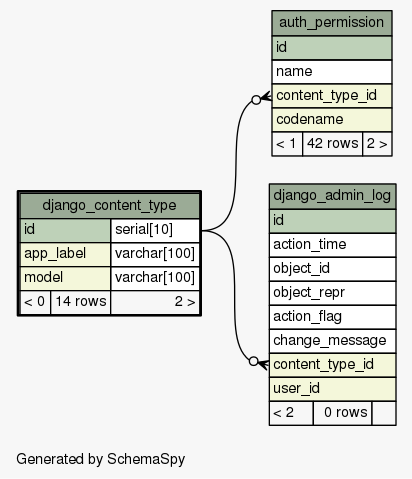 auth_permission
id
name
content_type_id
codename
< 1 42 rows 2 >
django_content_type
id serial[10]
app_label varchar[100]
model varchar[100]
< 0 14 rows 2 >
django_admin_log
id
action_time
object_id
object_repr
action_flag
change_message
content_type_id
user_id
< 2 0 rows
Generated by SchemaSpy